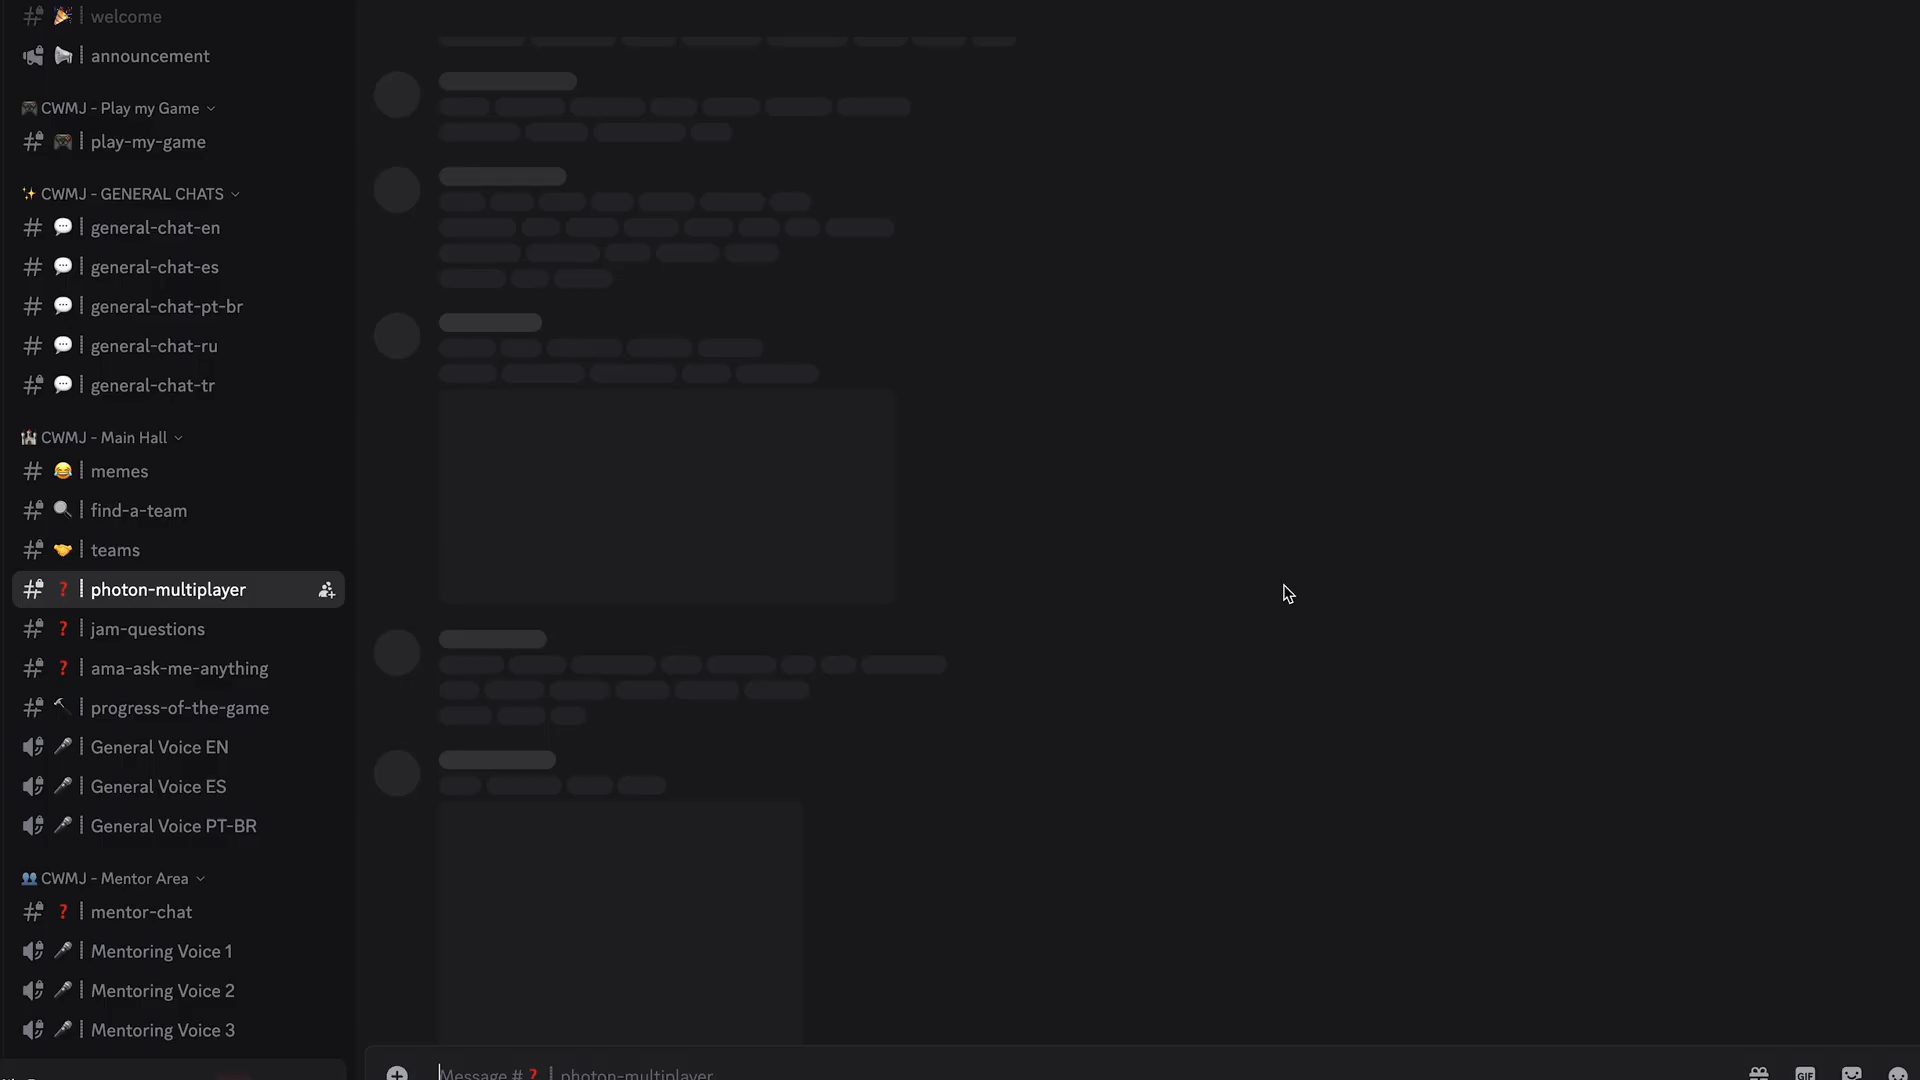 welcome
announcement
CWMJ - Play my Game
play-my-game
CWMJ - GENERAL CHATS
general-chat-en
general-chat-es
general-chat-pt-br
general-chat-ru
general-chat-tr
CWMJ - Main Hall
memes
find-a-team
teams
photon-multiplayer
jam-questions
ama-ask-me-anything
progress-of-the-game
General Voice EN
General Voice ES
General Voice PT-BR
CWMJ - Mentor Area
mentor-chat
Mentoring Voice 1
Mentoring Voice 2
Mentoring Voice 3
Message #❓┃photon-multiplayer
GIF